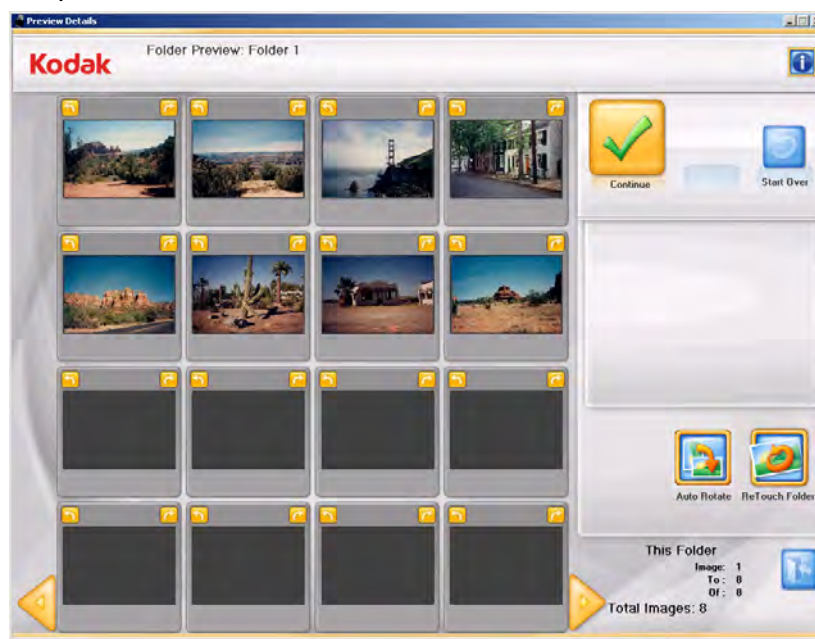 Preview Details
Kodak
Folder Preview: Folder 1
Continue
Start Over
Auto Rotate
ReTouch Folder
This Folder
Image: 1
To: 8
Of: 8
Total Images: 8